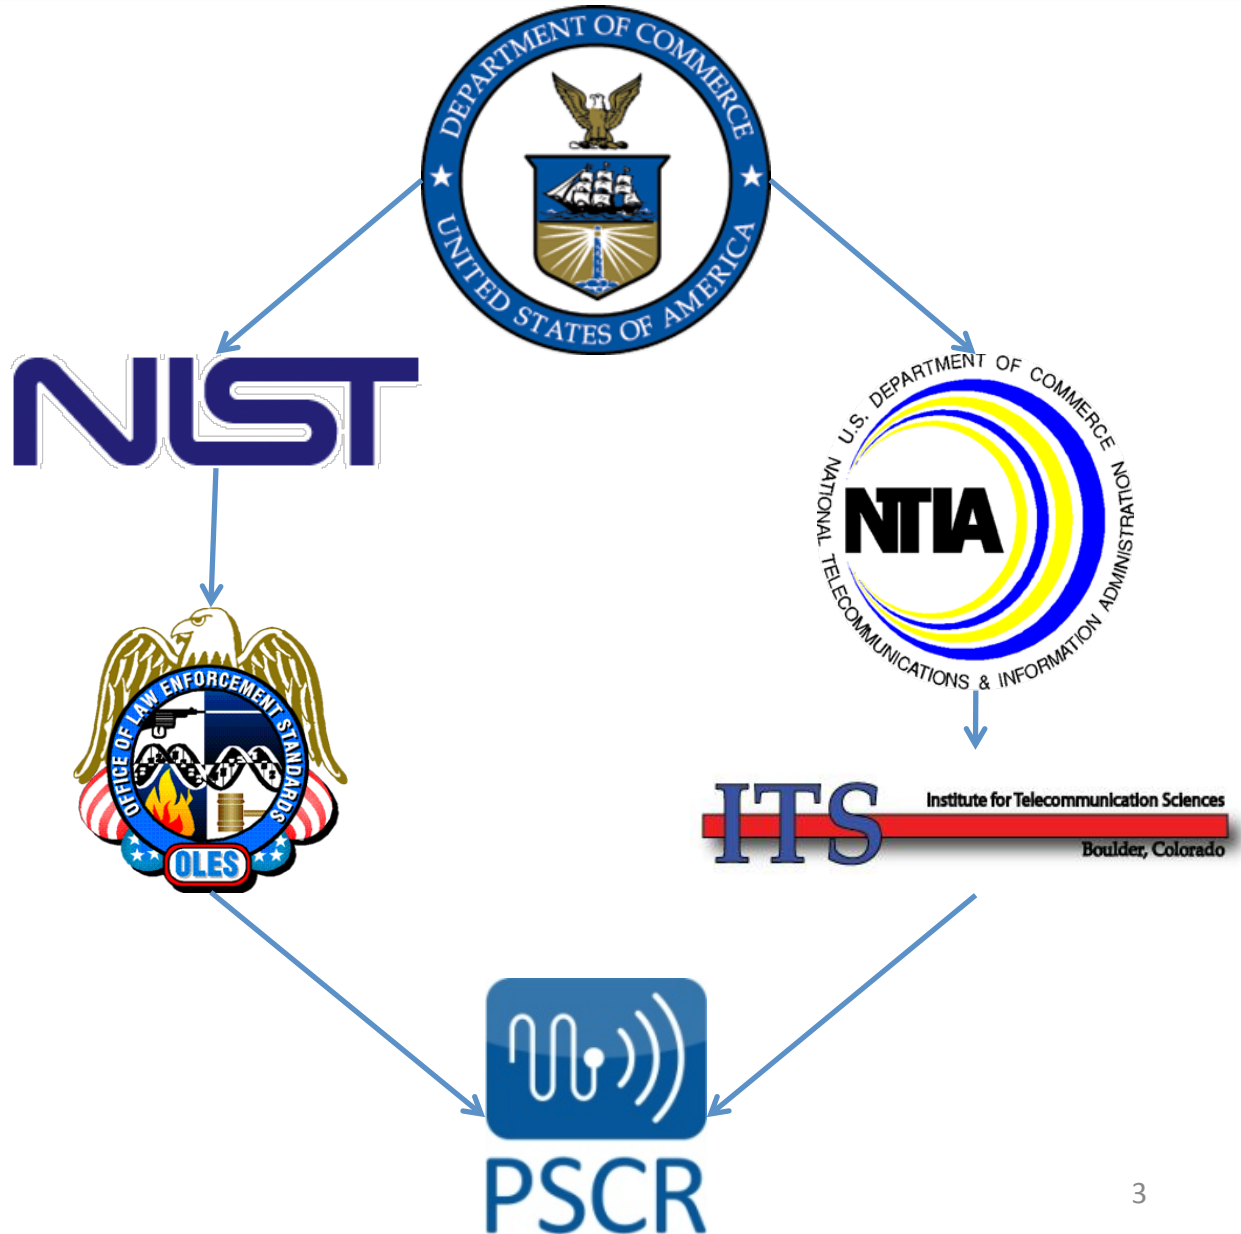 DEPARTMENT OF COMMERCE
UNITED STATES OF AMERICA
NIST
U.S. DEPARTMENT OF COMMERCE
NATIONAL TELECOMMUNICATIONS & INFORMATION ADMINISTRATION
NTIA
OFFICE OF LAW ENFORCEMENT STANDARDS
OLES
ITS
Institute for Telecommunication Sciences
Boulder, Colorado
PSCR
3